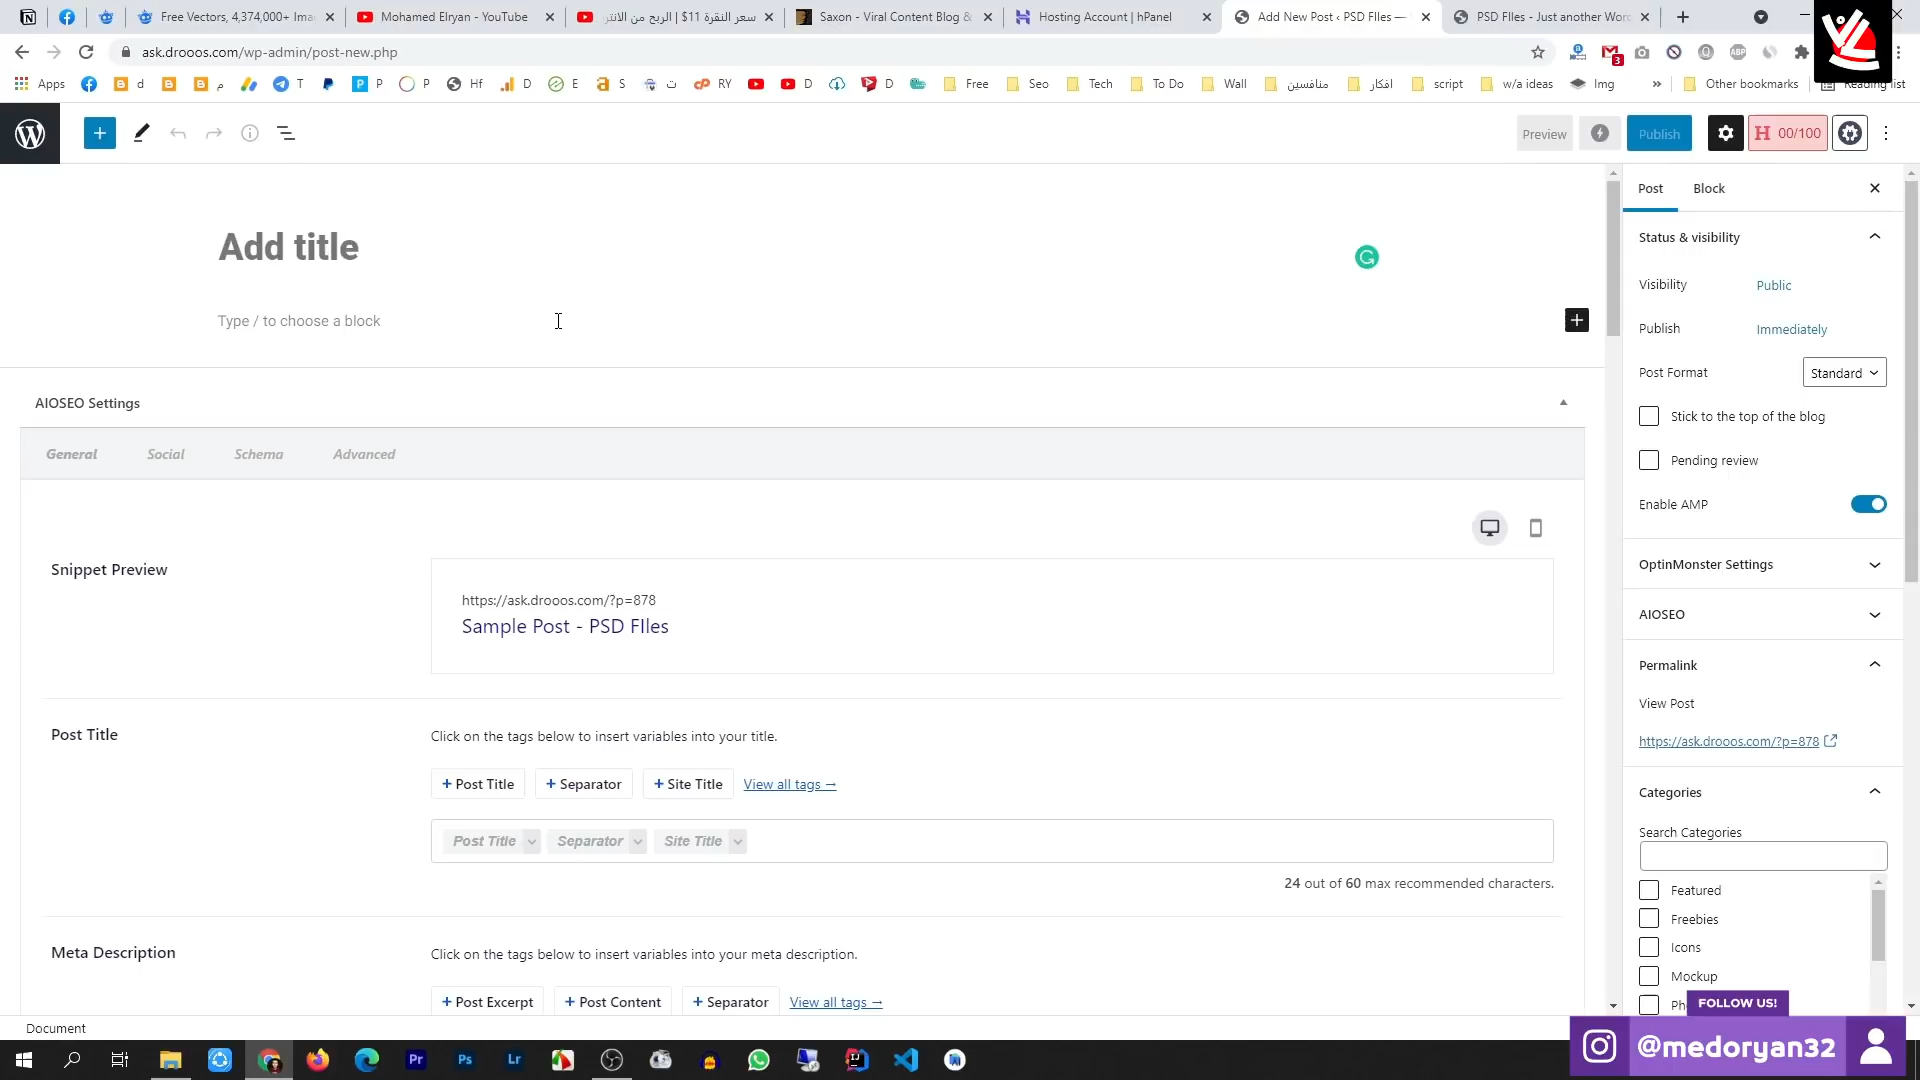 Free Vectors, 4,374,000+ Ima
Mohamed Elryan - YouTube
سعر النقرة 11$ | الربح من الانتر
Saxon - Viral Content Blog &
Hosting Account | hPanel
Add New Post ‹ PSD FIles —
PSD FIles - Just another Wor
ask.drooos.com/wp-admin/post-new.php
3
ABP
Apps
d
م
T
P
P
Hf
D
E
S
ت
RY
D
D
Free
Seo
Tech
To Do
Wall
منافسين
افكار
script
w/a ideas
Img
»
Other bookmarks
Reading list
Preview
Publish
H 00/100
Add title
Type / to choose a block
AIOSEO Settings
General
Social
Schema
Advanced
Snippet Preview
https://ask.drooos.com/?p=878
Sample Post - PSD FIles
Post Title
Click on the tags below to insert variables into your title.
+ Post Title
+ Separator
+ Site Title
View all tags →
Post Title
Separator
Site Title
24 out of 60 max recommended characters.
Meta Description
Click on the tags below to insert variables into your meta description.
+ Post Excerpt
+ Post Content
+ Separator
View all tags →
Document
Post
Block
Status & visibility
Visibility
Public
Publish
Immediately
Post Format
Standard
Stick to the top of the blog
Pending review
Enable AMP
OptinMonster Settings
AIOSEO
Permalink
View Post
https://ask.drooos.com/?p=878
Categories
Search Categories
Featured
Freebies
Icons
Mockup
FOLLOW US!
@medoryan32
Pr
Ps
Lr